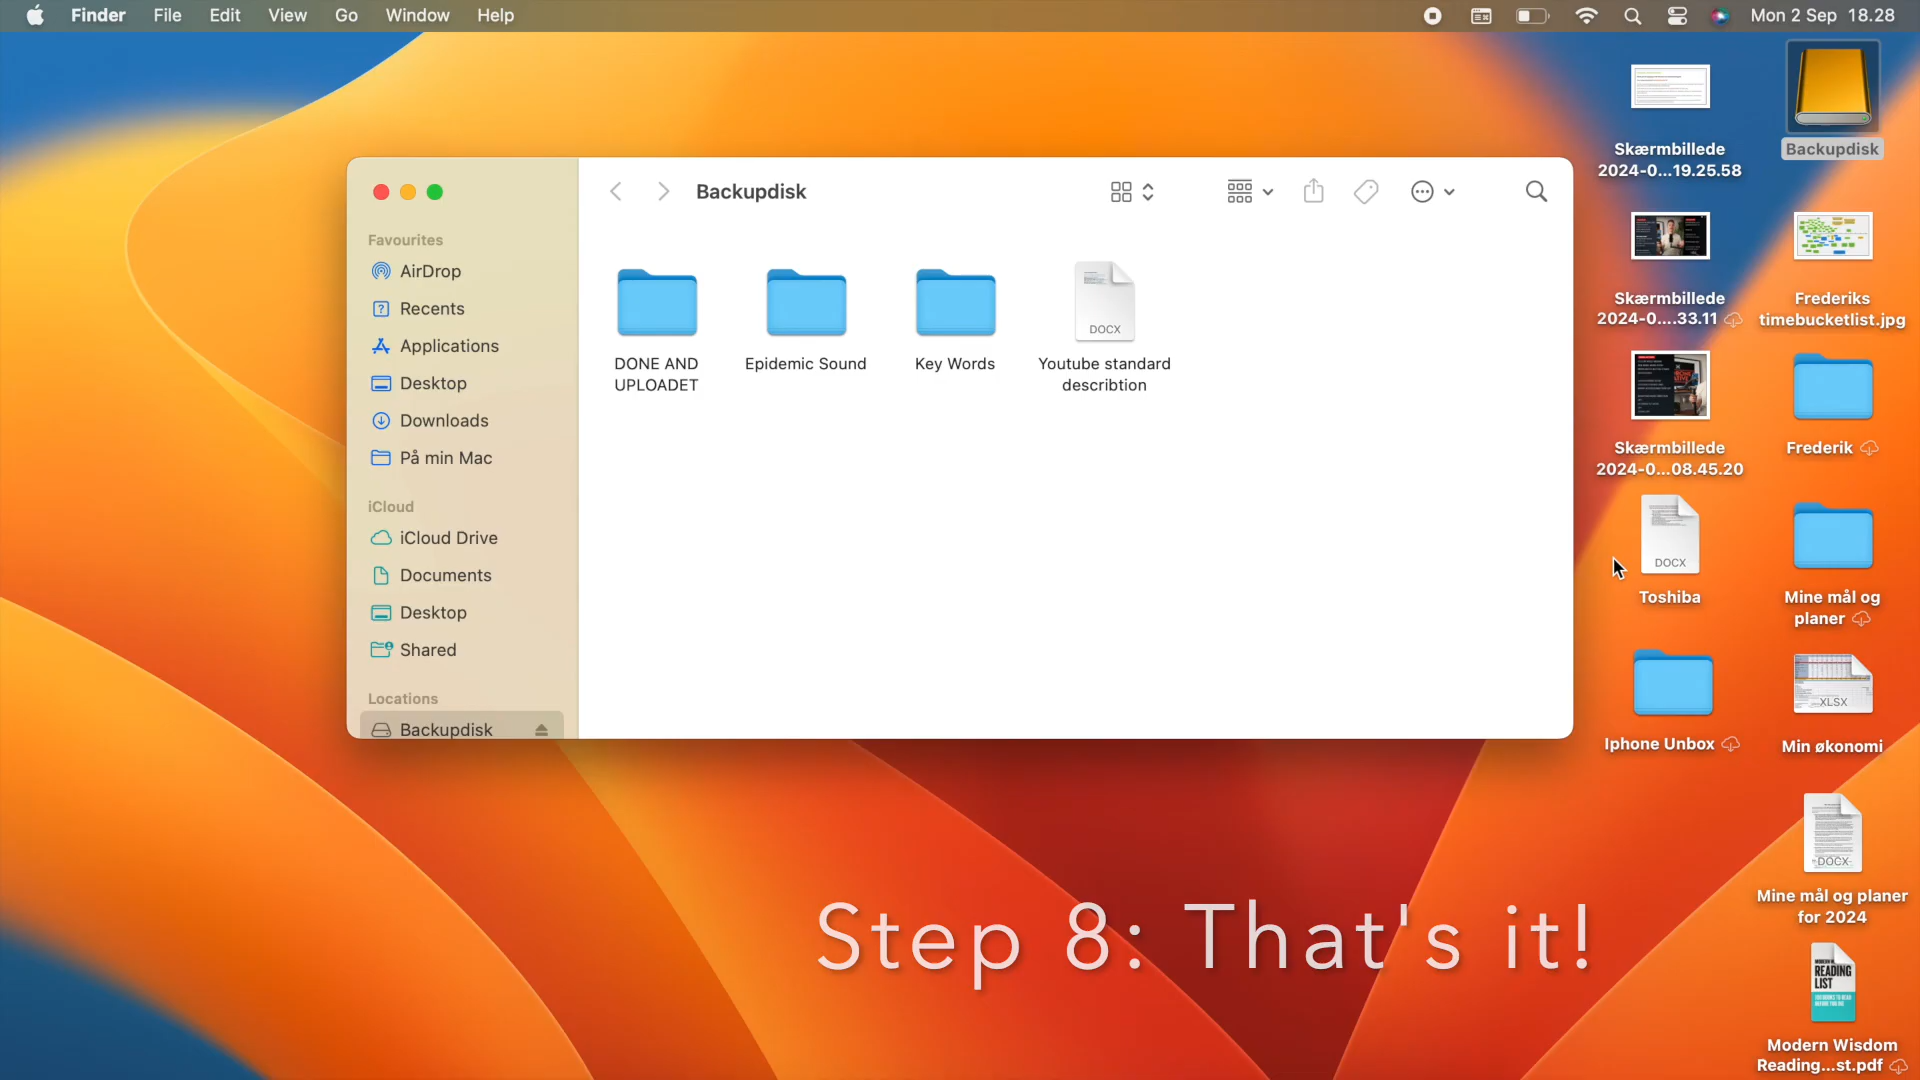 Finder File Edit View Go Window Help Mon 2 Sep 18.28
Backupdisk
Favourites
AirDrop
Recents
Applications
Desktop
Downloads
På min Mac
iCloud
iCloud Drive
Documents
Desktop
Shared
Locations
Backupdisk
DONE AND
UPLOADET
Epidemic Sound
Key Words
DOCX
Youtube standard
describtion
Skærmbillede
2024-0...19.25.58
Backupdisk
Skærmbillede
2024-0....33.11
Frederiks
timebucketlist.jpg
Skærmbillede
2024-0...08.45.20
Frederik
DOCX
Toshiba
Mine mål og
planer
Iphone Unbox
XLSX
Min økonomi
DOCX
Mine mål og planer
for 2024
READING
LIST
Modern Wisdom
Reading...st.pdf
Step 8: That's it!